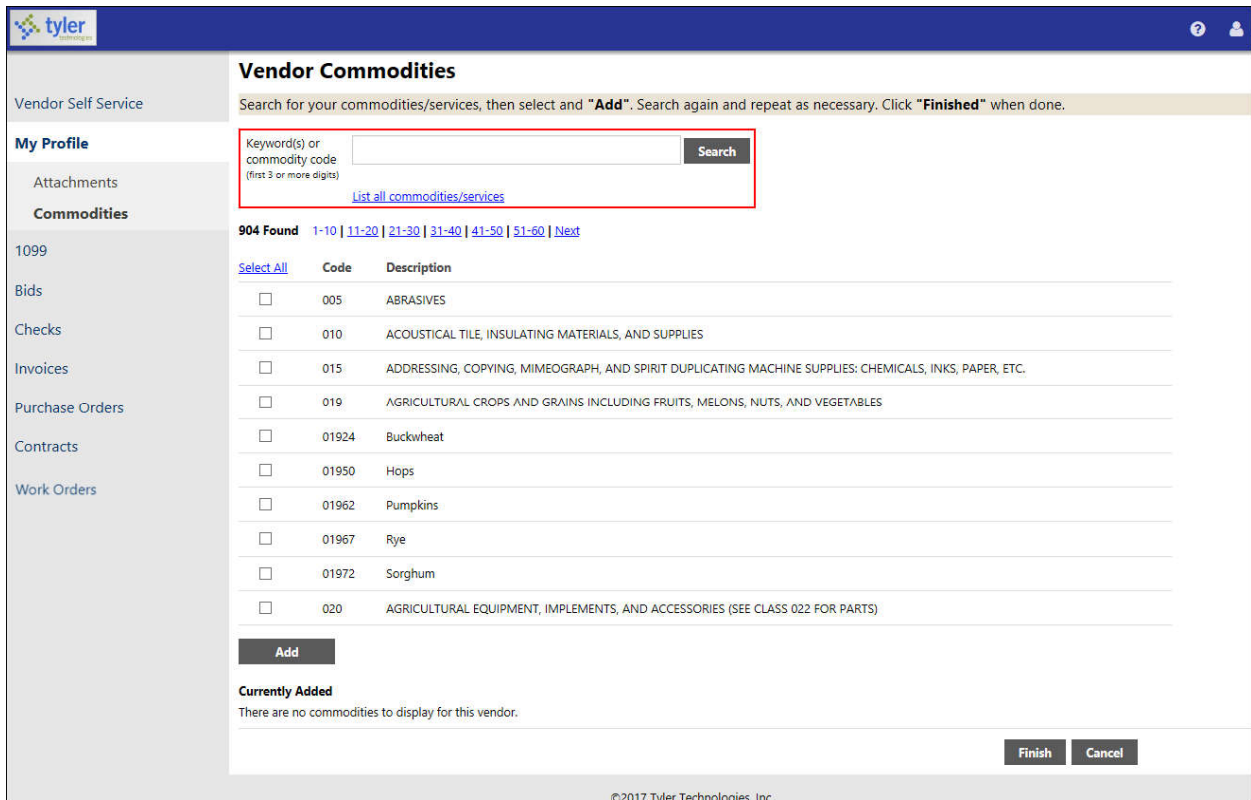 tyler
technologies
Vendor Self Service
My Profile
Attachments
Commodities
1099
Bids
Checks
Invoices
Purchase Orders
Contracts
Work Orders
Vendor Commodities
Search for your commodities/services, then select and "Add". Search again and repeat as necessary. Click "Finished" when done.
Keyword(s) or
commodity code
(first 3 or more digits)
Search
List all commodities/services
904 Found 1-10 | 11-20 | 21-30 | 31-40 | 41-50 | 51-60 | Next
Select All Code Description
005 ABRASIVES
010 ACOUSTICAL TILE, INSULATING MATERIALS, AND SUPPLIES
015 ADDRESSING, COPYING, MIMEOGRAPH, AND SPIRIT DUPLICATING MACHINE SUPPLIES: CHEMICALS, INKS, PAPER, ETC.
019 AGRICULTURAL CROPS AND GRAINS INCLUDING FRUITS, MELONS, NUTS, AND VEGETABLES
01924 Buckwheat
01950 Hops
01962 Pumpkins
01967 Rye
01972 Sorghum
020 AGRICULTURAL EQUIPMENT, IMPLEMENTS, AND ACCESSORIES (SEE CLASS 022 FOR PARTS)
Add
Currently Added
There are no commodities to display for this vendor.
Finish Cancel
©2017 Tyler Technologies, Inc.